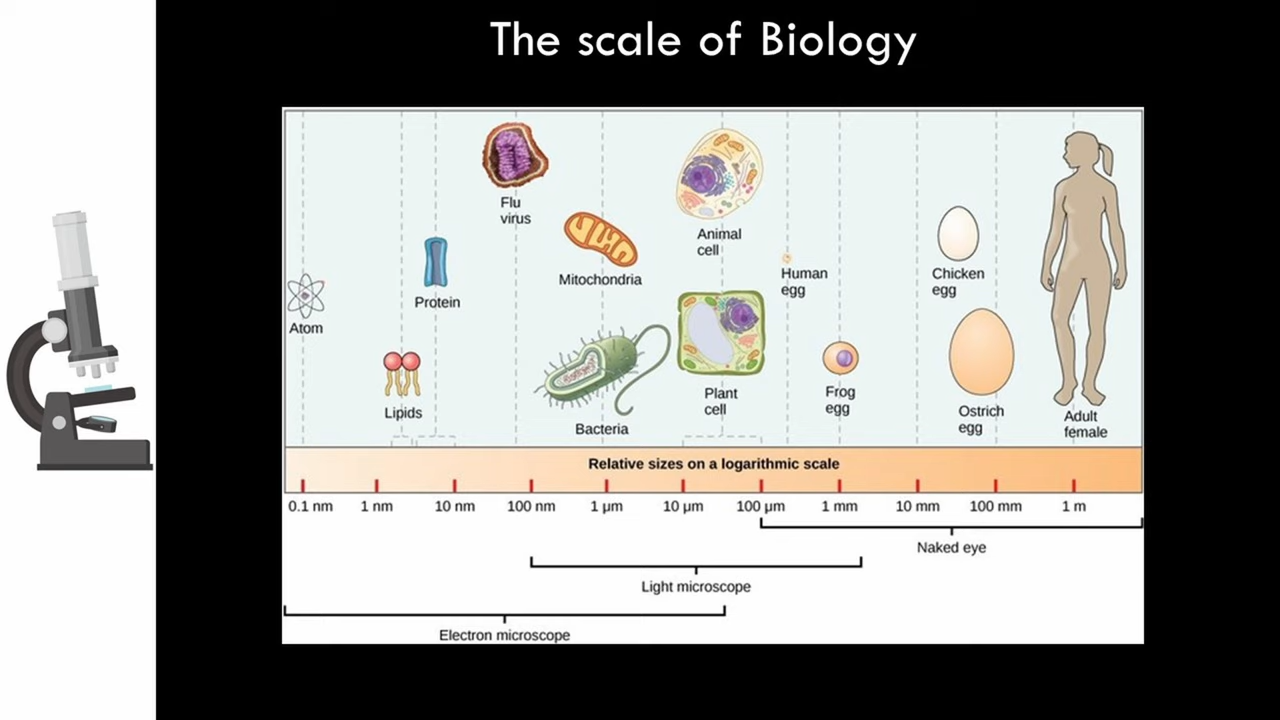 The scale of Biology
Flu
virus
Animal
cell
Mitochondria
Human
egg
Chicken
egg
Protein
Atom
Lipids
Bacteria
Plant
cell
Frog
egg
Ostrich
egg
Adult
female
Relative sizes on a logarithmic scale
0.1 nm 1 nm 10 nm 100 nm 1 µm 10 µm 100 µm 1 mm 10 mm 100 mm 1 m
Naked eye
Light microscope
Electron microscope